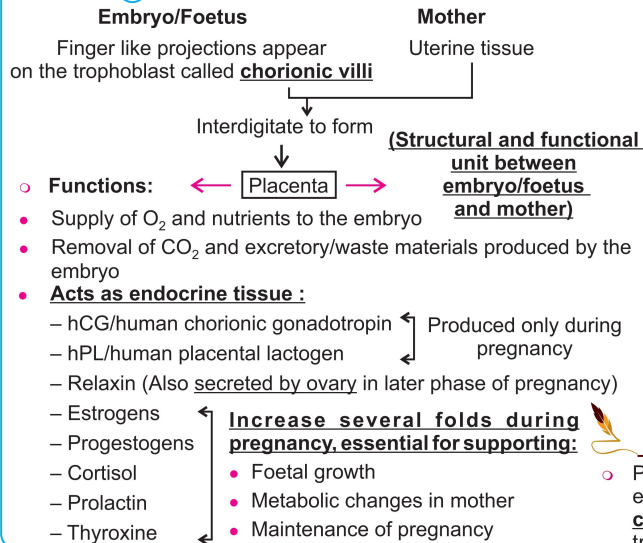 Embryo/Foetus
Mother
Finger like projections appear
on the trophoblast called chorionic villi
Uterine tissue
Interdigitate to form
(Structural and functional
unit between
embryo/foetus
and mother)
Placenta
❍ Functions:
● Supply of O₂ and nutrients to the embryo
● Removal of CO₂ and excretory/waste materials produced by the
embryo
● Acts as endocrine tissue :
– hCG/human chorionic gonadotropin
– hPL/human placental lactogen
Produced only during
pregnancy
– Relaxin (Also secreted by ovary in later phase of pregnancy)
– Estrogens
– Progestogens
– Cortisol
– Prolactin
– Thyroxine
Increase several folds during
pregnancy, essential for supporting:
● Foetal growth
● Metabolic changes in mother
● Maintenance of pregnancy